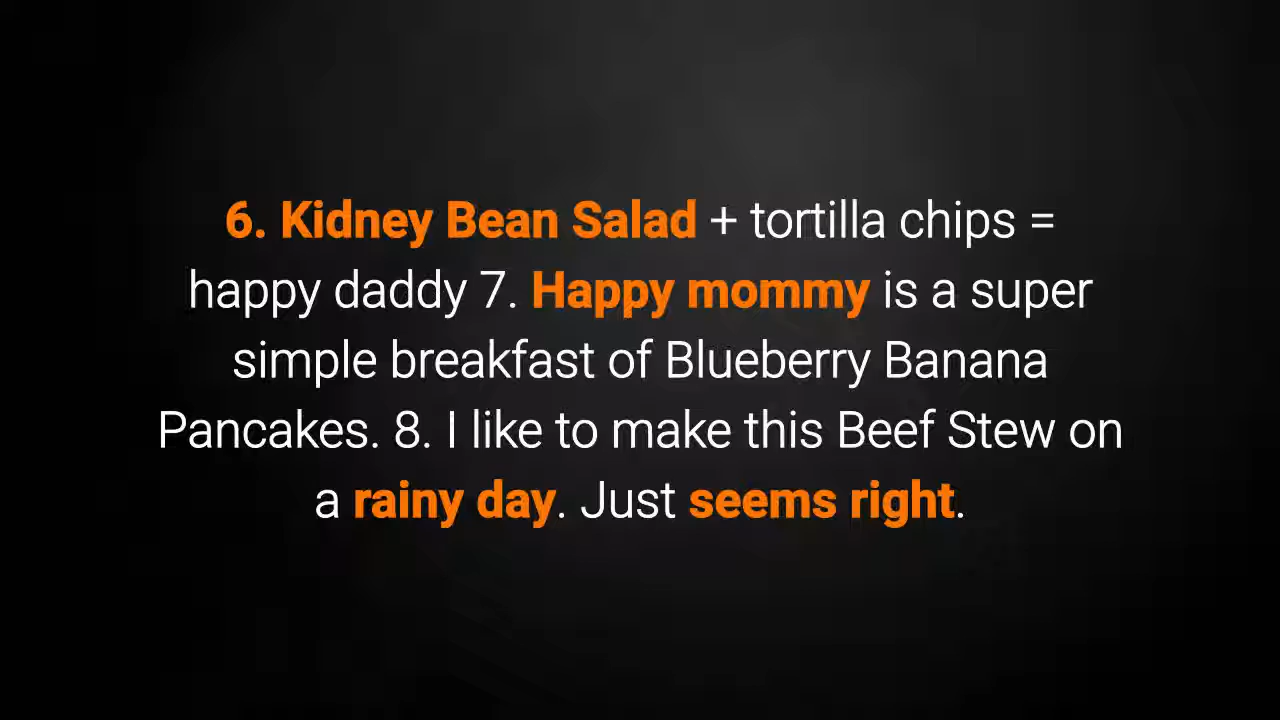 6. Kidney Bean Salad + tortilla chips =
happy daddy 7. Happy mommy is a super
simple breakfast of Blueberry Banana
Pancakes. 8. I like to make this Beef Stew on
a rainy day. Just seems right.